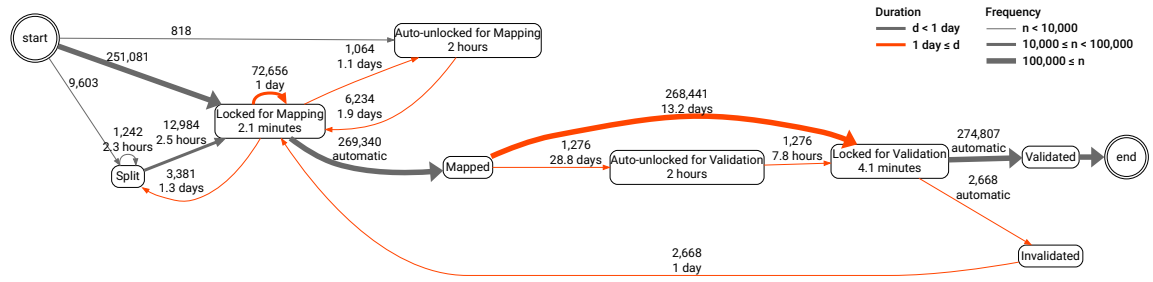 Duration
d < 1 day
1 day ≤ d
Frequency
n < 10,000
10,000 ≤ n < 100,000
100,000 ≤ n
start
818
251,081
9,603
Auto-unlocked for Mapping
2 hours
1,064
1.1 days
72,656
1 day
6,234
1.9 days
Locked for Mapping
2.1 minutes
1,242
2.3 hours
12,984
2.5 hours
Split
3,381
1.3 days
269,340
automatic
Mapped
268,441
13.2 days
1,276
28.8 days
Auto-unlocked for Validation
2 hours
1,276
7.8 hours
Locked for Validation
4.1 minutes
274,807
automatic
Validated
end
2,668
automatic
Invalidated
2,668
1 day